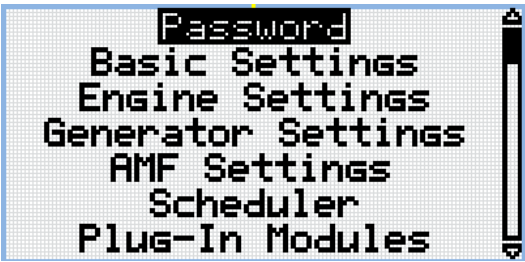 Password
Basic Settings
Engine Settings
Generator Settings
AMF Settings
Scheduler
Plug-In Modules